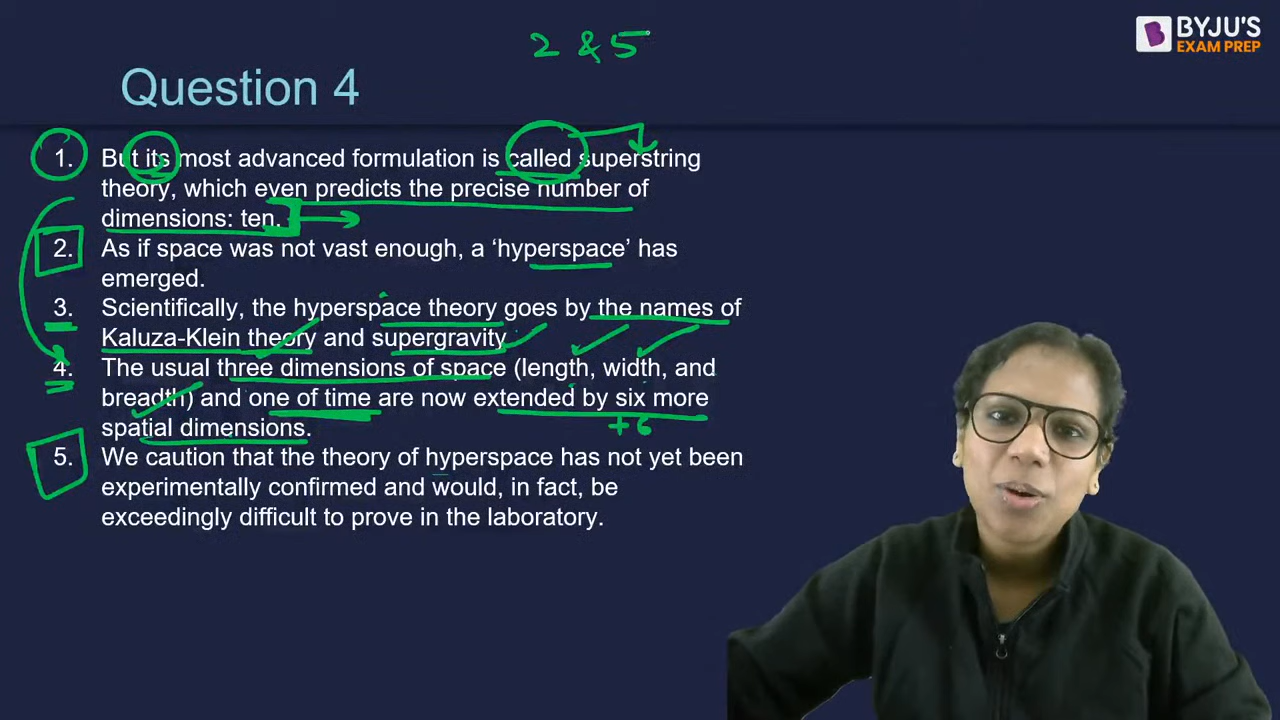 2 & 5
BYJU'S
EXAM PREP
Question 4
1. But its most advanced formulation is called superstring
theory, which even predicts the precise number of
dimensions: ten.
2. As if space was not vast enough, a ‘hyperspace’ has
emerged.
3. Scientifically, the hyperspace theory goes by the names of
Kaluza-Klein theory and supergravity
4. The usual three dimensions of space (length, width, and
breadth) and one of time are now extended by six more
spatial dimensions.
+6
5. We caution that the theory of hyperspace has not yet been
experimentally confirmed and would, in fact, be
exceedingly difficult to prove in the laboratory.